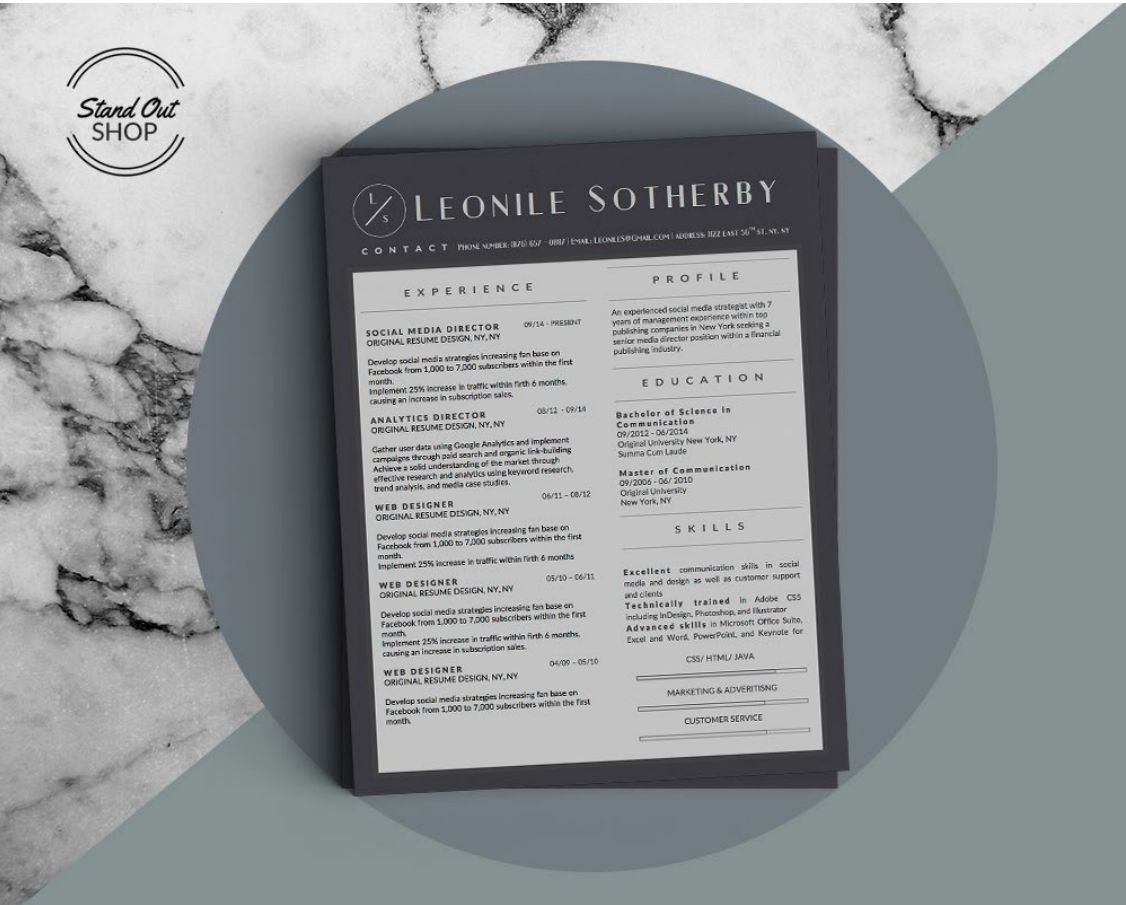 Stand Out
SHOP
L/S
LEONILE SOTHERBY
CONTACT PHONE NUMBER: (876) 657 - 0887 | EMAIL: LEONILES@GMAIL.COM | ADDRESS: 1122 EAST 56TH ST. NY, NY
EXPERIENCE
SOCIAL MEDIA DIRECTOR 09/14 - PRESENT
ORIGINAL RESUME DESIGN, NY, NY
Develop social media strategies increasing fan base on
Facebook from 1,000 to 7,000 subscribers within the first
month.
Implement 25% increase in traffic within firth 6 months,
causing an increase in subscription sales.
ANALYTICS DIRECTOR 08/12 - 09/14
ORIGINAL RESUME DESIGN, NY, NY
Gather user data using Google Analytics and implement
campaigns through paid search and organic link-building
Achieve a solid understanding of the market through
effective research and analytics using keyword research,
trend analysis, and media case studies.
WEB DESIGNER 06/11 - 08/12
ORIGINAL RESUME DESIGN, NY, NY
Develop social media strategies increasing fan base on
Facebook from 1,000 to 7,000 subscribers within the first
month.
Implement 25% increase in traffic within firth 6 months
WEB DESIGNER 05/10 - 06/11
ORIGINAL RESUME DESIGN, NY, NY
Develop social media strategies increasing fan base on
Facebook from 1,000 to 7,000 subscribers within the first
month.
Implement 25% increase in traffic within firth 6 months,
causing an increase in subscription sales.
WEB DESIGNER 04/09 - 05/10
ORIGINAL RESUME DESIGN, NY, NY
Develop social media strategies increasing fan base on
Facebook from 1,000 to 7,000 subscribers within the first
month.
PROFILE
An experienced social media strategist with 7
years of management experience within top
publishing companies in New York seeking a
senior media director position within a financial
publishing industry.
EDUCATION
Bachelor of Science in
Communication
09/2012 - 06/2014
Original University New York, NY
Summa Cum Laude
Master of Communication
09/2006 - 06/ 2010
Original University
New York, NY
SKILLS
Excellent communication skills in social
media and design as well as customer support
and clients
Technically trained in Adobe CS5
including InDesign, Photoshop, and Illustrator
Advanced skills in Microsoft Office Suite,
Excel and Word, PowerPoint, and Keynote for
CSS/ HTML/ JAVA
MARKETING & ADVERITISNG
CUSTOMER SERVICE